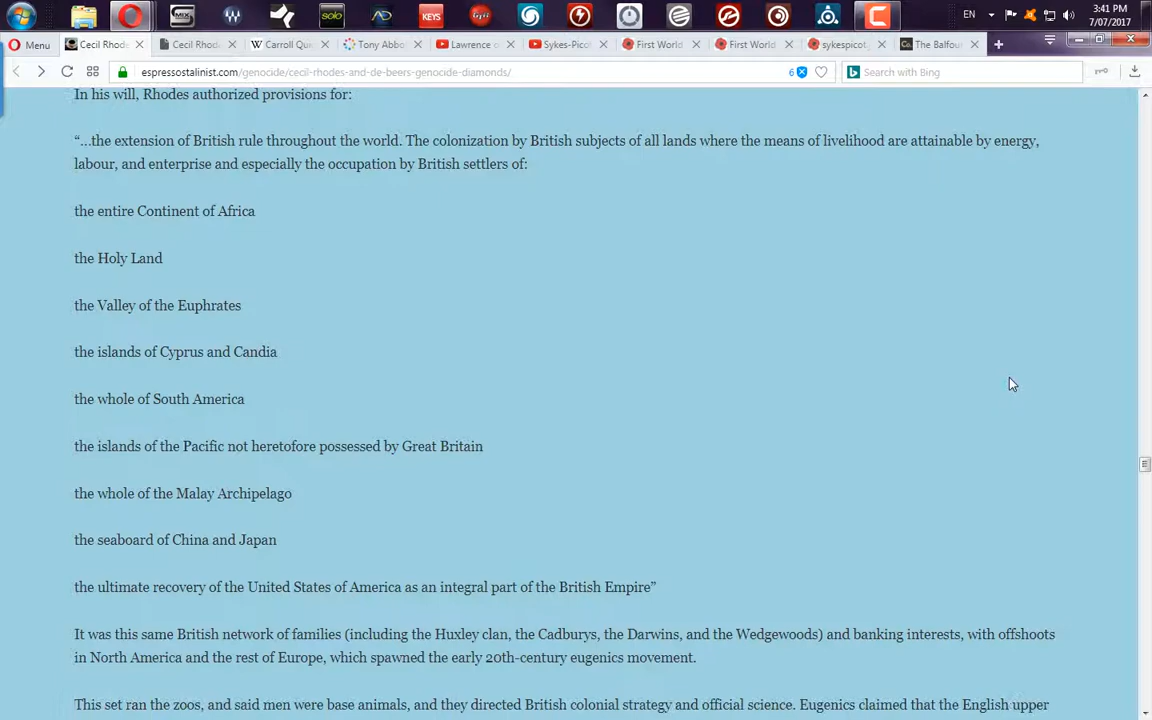 EN
3:41 PM
7/07/2017
SOLO
KEYS
Menu
Cecil Rhode
Cecil Rhod
Carroll Qui
Tony Abbo
Lawrence o
Sykes-Picc
First World
First World
sykespicot.
The Balfou
espressostalinist.com/genocide/cecil-rhodes-and-de-beers-genocide-diamonds/
6
Search with Bing
In his will, Rhodes authorized provisions for:
“…the extension of British rule throughout the world. The colonization by British subjects of all lands where the means of livelihood are attainable by energy,
labour, and enterprise and especially the occupation by British settlers of:
the entire Continent of Africa
the Holy Land
the Valley of the Euphrates
the islands of Cyprus and Candia
the whole of South America
the islands of the Pacific not heretofore possessed by Great Britain
the whole of the Malay Archipelago
the seaboard of China and Japan
the ultimate recovery of the United States of America as an integral part of the British Empire”
It was this same British network of families (including the Huxley clan, the Cadburys, the Darwins, and the Wedgewoods) and banking interests, with offshoots
in North America and the rest of Europe, which spawned the early 20th-century eugenics movement.
This set ran the zoos, and said men were base animals, and they directed British colonial strategy and official science. Eugenics claimed that the English upper